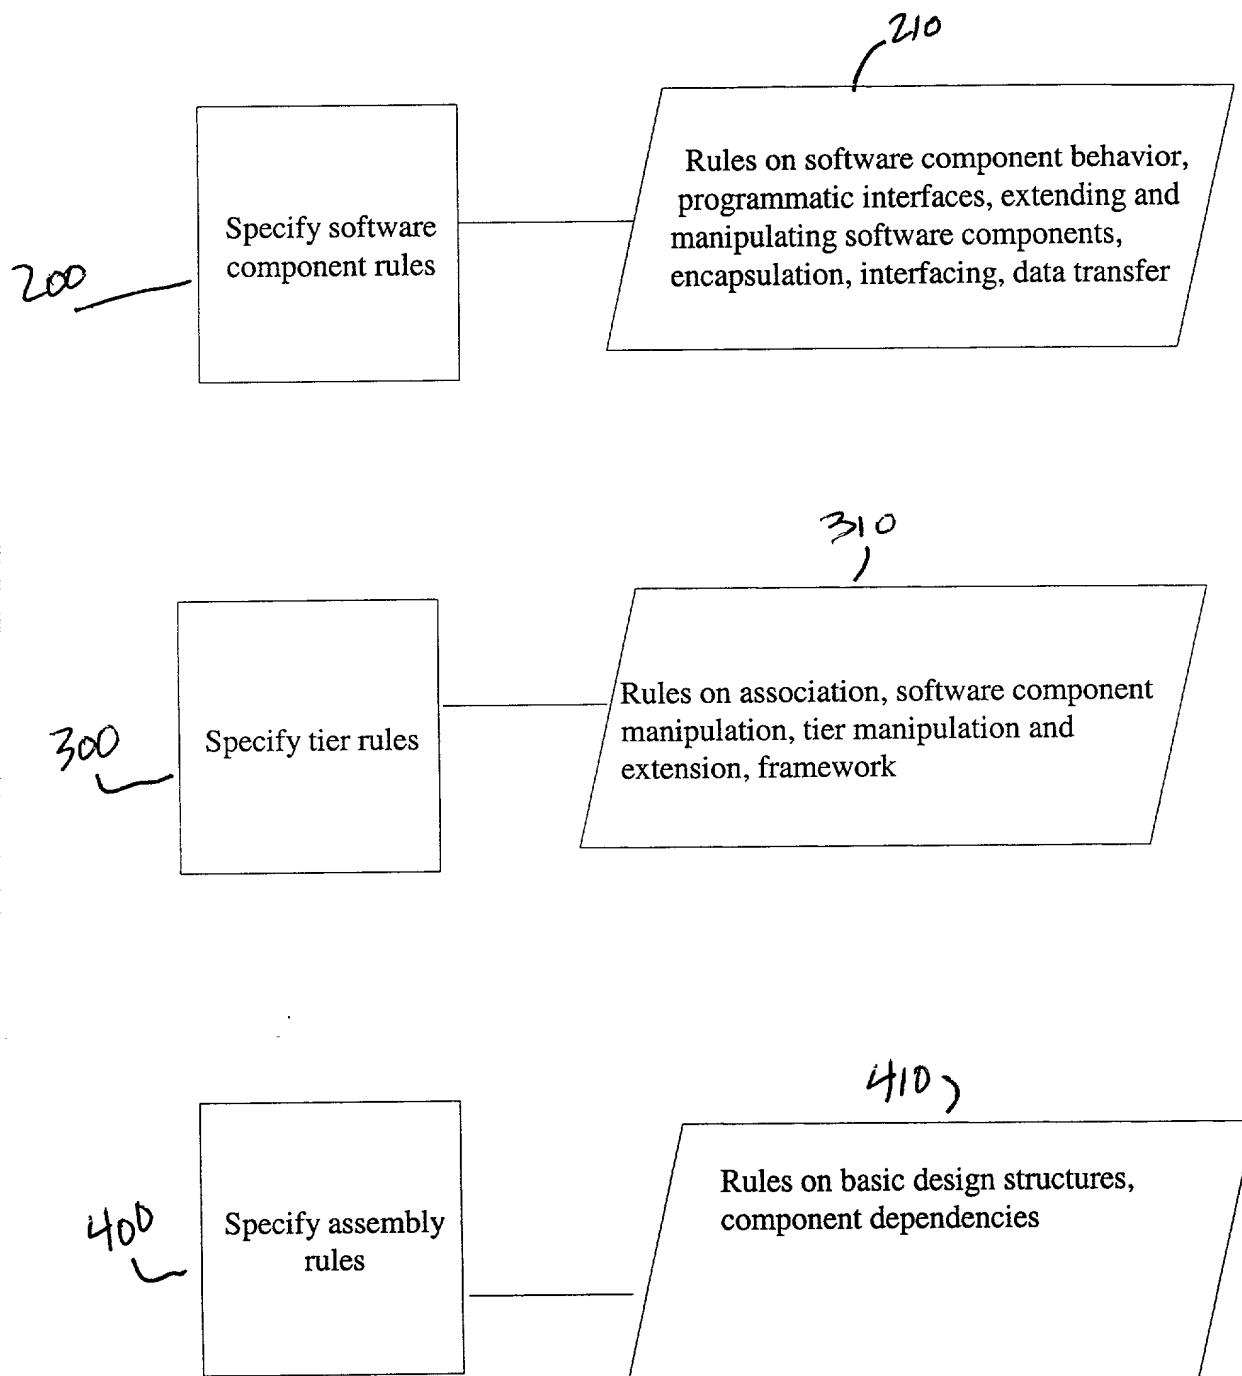 210
Rules on software component behavior,
programmatic interfaces, extending and
manipulating software components,
encapsulation, interfacing, data transfer
Specify software
component rules
200
310
Rules on association, software component
manipulation, tier manipulation and
extension, framework
Specify tier rules
300
410
Rules on basic design structures,
component dependencies
Specify assembly
rules
400